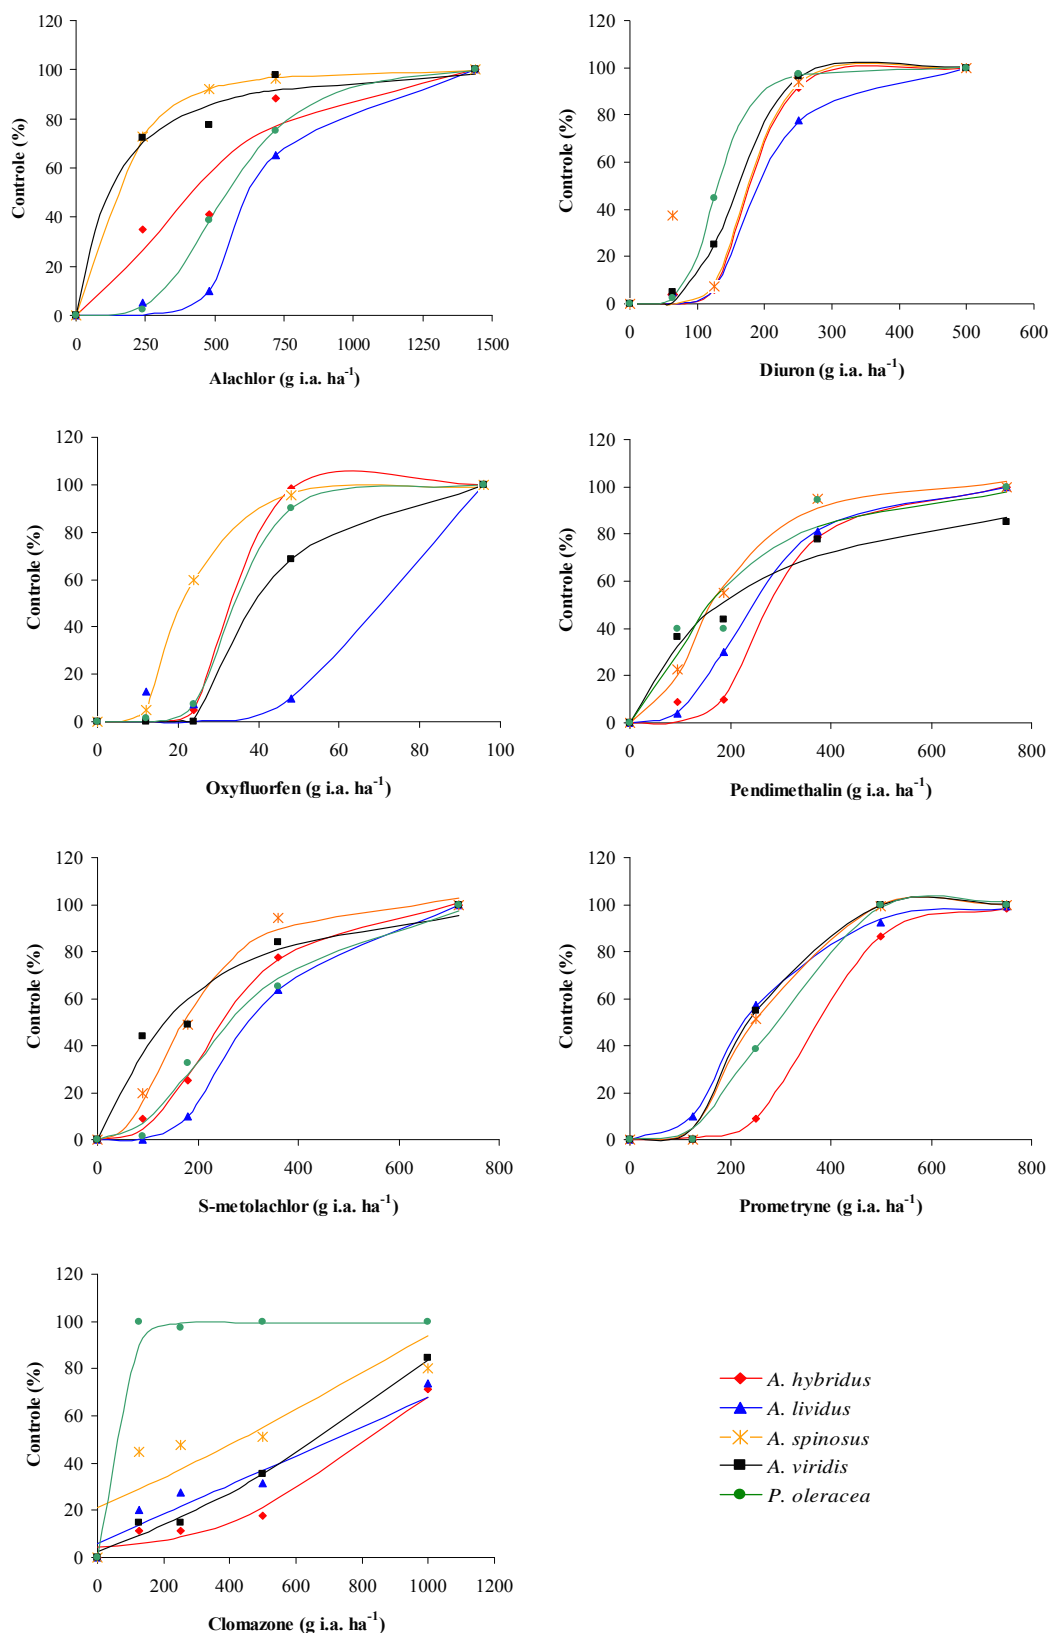 120
100
80
60
40
20
0
Controle (%)
0 250 500 750 1000 1250 1500
Alachlor (g i.a. ha⁻¹)
120
100
80
60
40
20
0
Controle (%)
0 100 200 300 400 500 600
Diuron (g i.a. ha⁻¹)
120
100
80
60
40
20
0
Controle (%)
0 20 40 60 80 100
Oxyfluorfen (g i.a. ha⁻¹)
120
100
80
60
40
20
0
Controle (%)
0 200 400 600 800
Pendimethalin (g i.a. ha⁻¹)
120
100
80
60
40
20
0
Controle (%)
0 200 400 600 800
S-metolachlor (g i.a. ha⁻¹)
120
100
80
60
40
20
0
Controle (%)
0 200 400 600 800
Prometryne (g i.a. ha⁻¹)
120
100
80
60
40
20
0
Controle (%)
0 200 400 600 800 1000 1200
Clomazone (g i.a. ha⁻¹)
A. hybridus
A. lividus
A. spinosus
A. viridis
P. oleracea